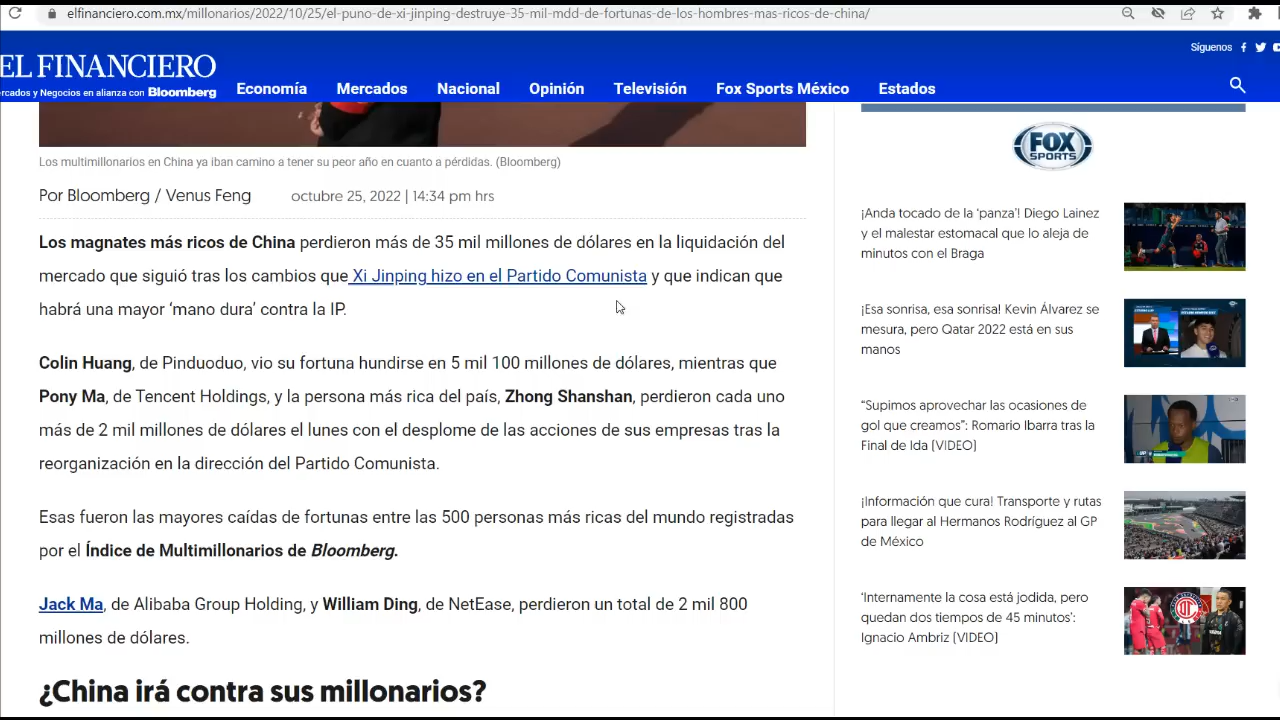 elfinanciero.com.mx/millonarios/2022/10/25/el-puno-de-xi-jinping-destruye-35-mil-mdd-de-fortunas-de-los-hombres-mas-ricos-de-china/
Síguenos
EL FINANCIERO
rcados y Negocios en alianza con Bloomberg
Economía Mercados Nacional Opinión Televisión Fox Sports México Estados
Los multimillonarios en China ya iban camino a tener su peor año en cuanto a pérdidas. (Bloomberg)
Por Bloomberg / Venus Feng octubre 25, 2022 | 14:34 pm hrs
Los magnates más ricos de China perdieron más de 35 mil millones de dólares en la liquidación del
mercado que siguió tras los cambios que Xi Jinping hizo en el Partido Comunista y que indican que
habrá una mayor ‘mano dura’ contra la IP.
Colin Huang, de Pinduoduo, vio su fortuna hundirse en 5 mil 100 millones de dólares, mientras que
Pony Ma, de Tencent Holdings, y la persona más rica del país, Zhong Shanshan, perdieron cada uno
más de 2 mil millones de dólares el lunes con el desplome de las acciones de sus empresas tras la
reorganización en la dirección del Partido Comunista.
Esas fueron las mayores caídas de fortunas entre las 500 personas más ricas del mundo registradas
por el Índice de Multimillonarios de Bloomberg.
Jack Ma, de Alibaba Group Holding, y William Ding, de NetEase, perdieron un total de 2 mil 800
millones de dólares.
¿China irá contra sus millonarios?
FOX
SPORTS
¡Anda tocado de la ‘panza’! Diego Lainez
y el malestar estomacal que lo aleja de
minutos con el Braga
¡Esa sonrisa, esa sonrisa! Kevin Álvarez se
mesura, pero Qatar 2022 está en sus
manos
“Supimos aprovechar las ocasiones de
gol que creamos”: Romario Ibarra tras la
Final de Ida [VIDEO]
¡Información que cura! Transporte y rutas
para llegar al Hermanos Rodríguez al GP
de México
‘Internamente la cosa está jodida, pero
quedan dos tiempos de 45 minutos’:
Ignacio Ambriz [VIDEO]